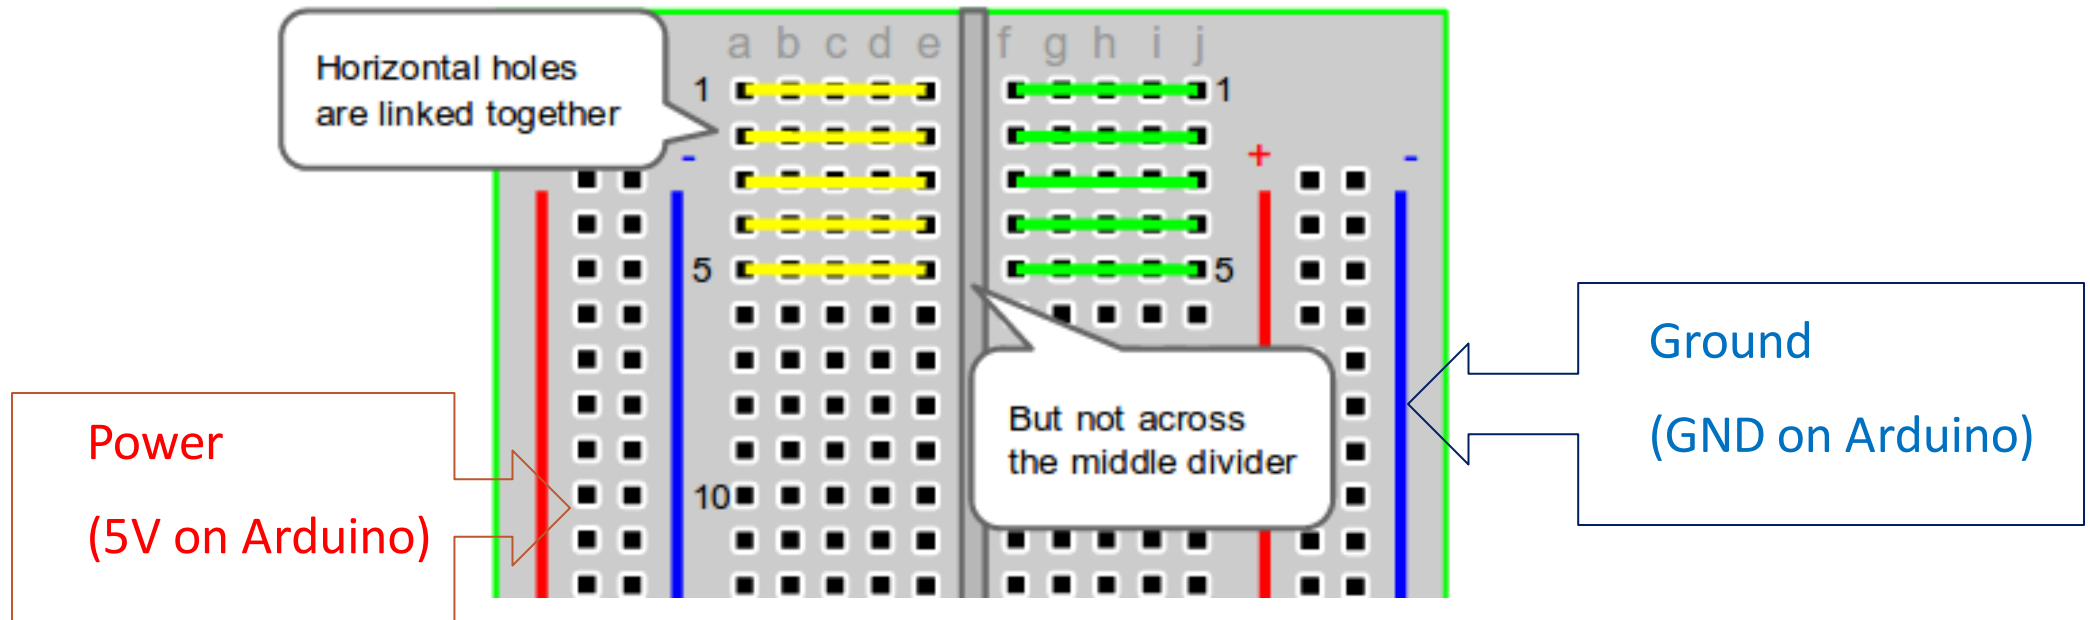 Horizontal holes
are linked together
a b c d e f g h i j
1 1
- + -
5 5
Ground
(GND on Arduino)
But not across
the middle divider
Power
(5V on Arduino)
10